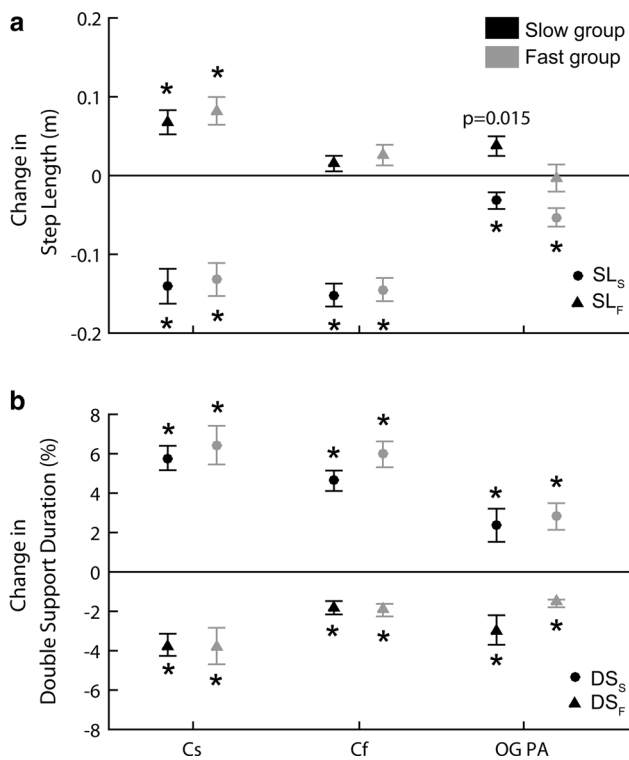 a
Slow group
Fast group
Change in
Step Length (m)
0.2
0.1
0
-0.1
-0.2
* * * * * * * *
p=0.015
SLS
SLF
b
Change in
Double Support Duration (%)
8
6
4
2
0
-2
-4
-6
-8
* * * * * * * * * * * *
DSS
DSF
Cs Cf OG PA